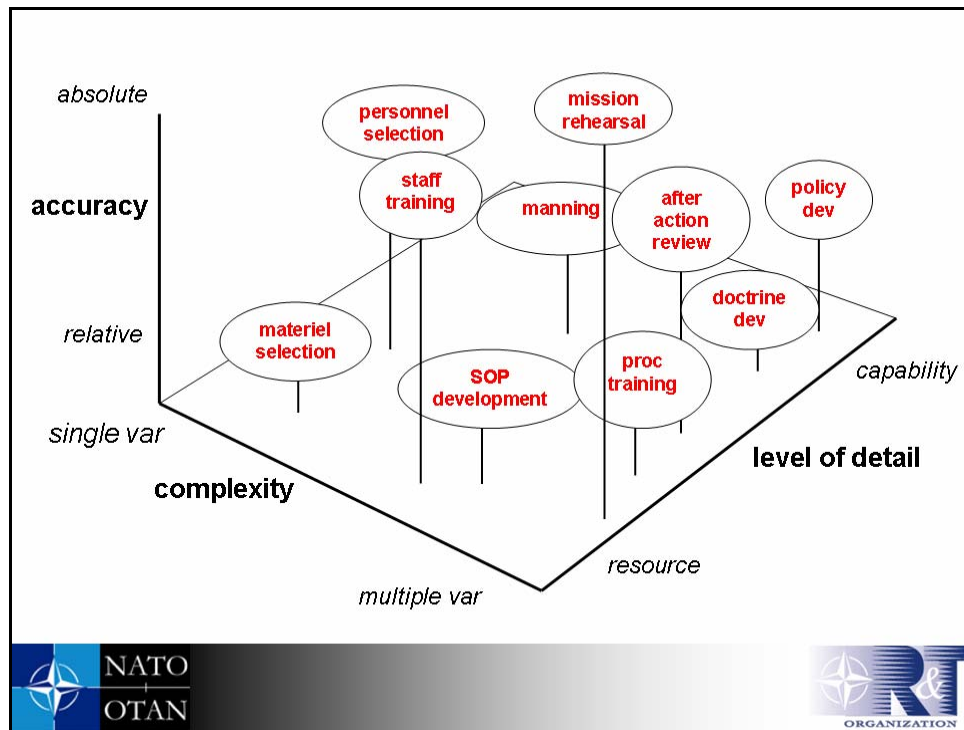 absolute
personnel
selection
mission
rehearsal
accuracy
staff
training
manning
after
action
review
policy
dev
relative
materiel
selection
doctrine
dev
SOP
development
proc
training
capability
single var
level of detail
complexity
resource
multiple var
NATO
OTAN
R&T
ORGANIZATION